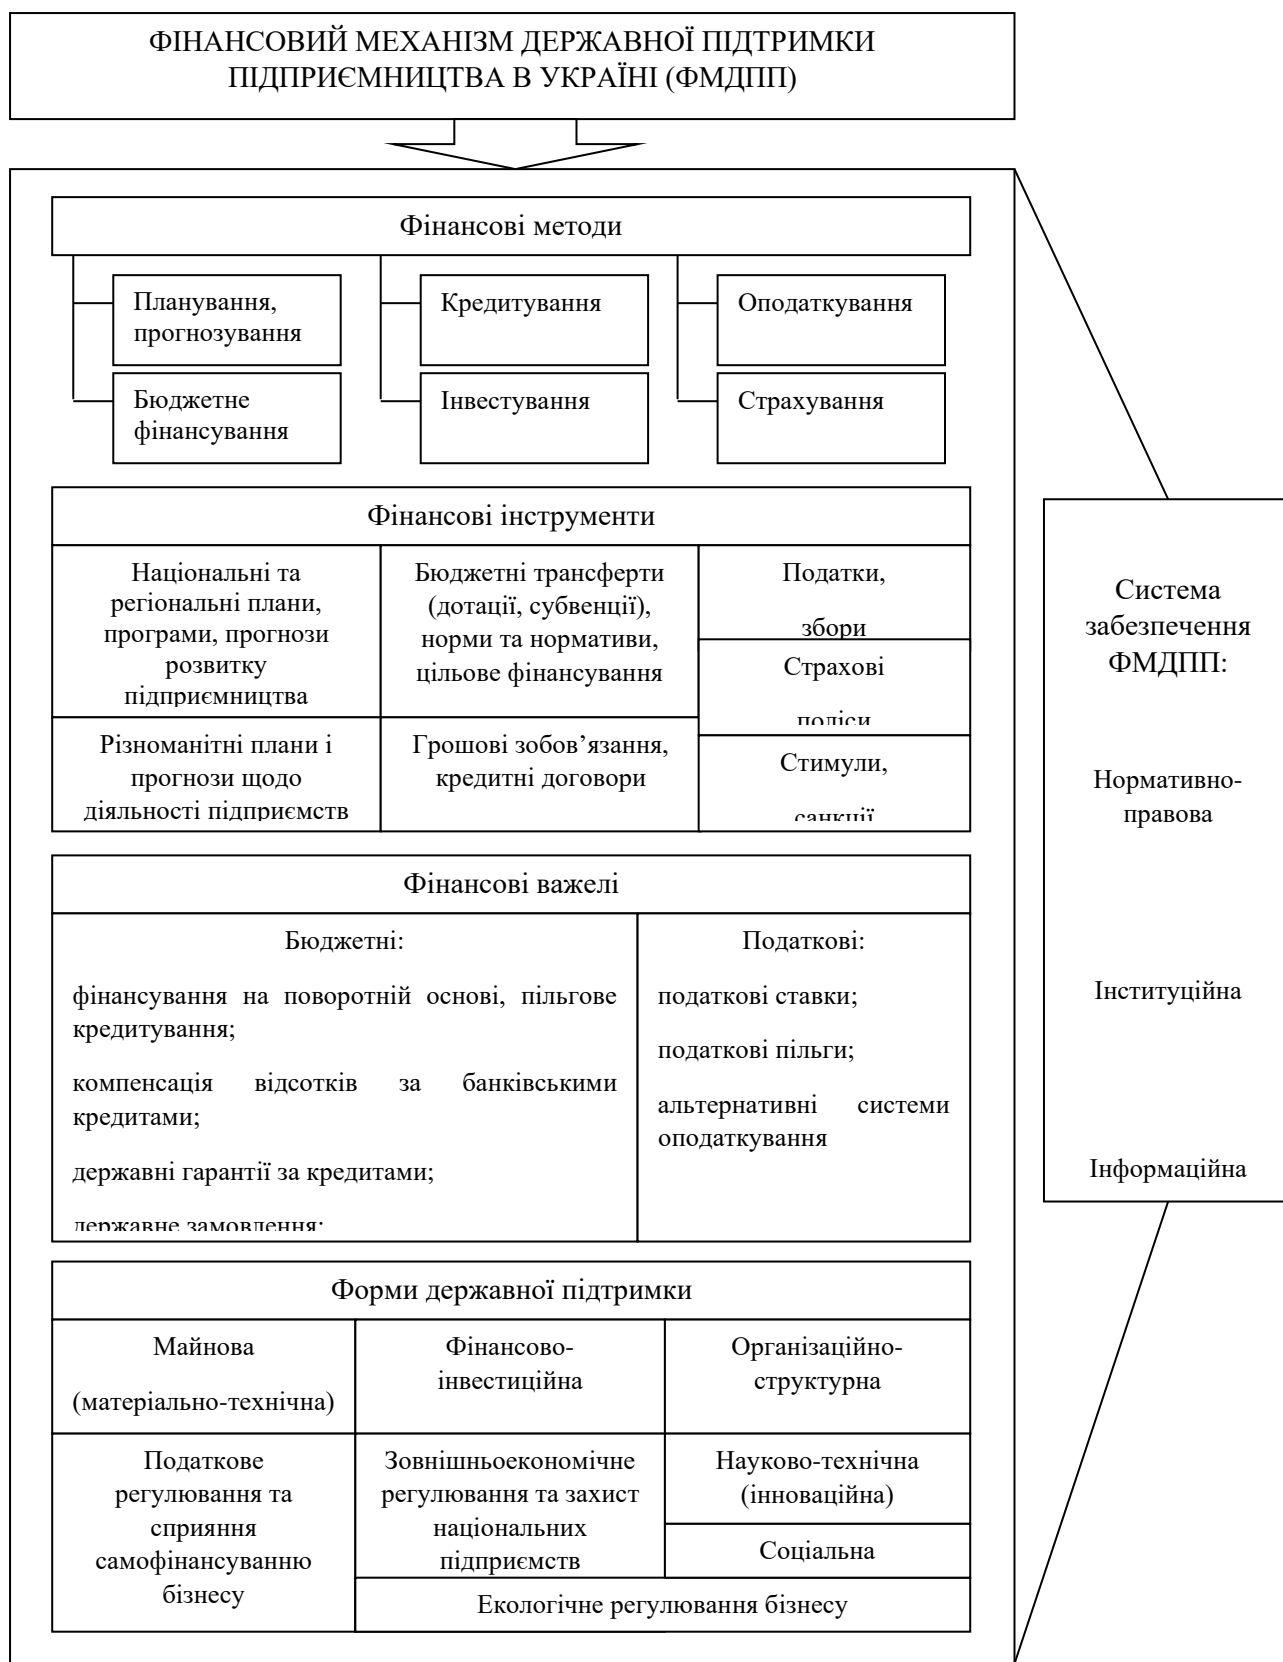 ФІНАНСОВИЙ МЕХАНІЗМ ДЕРЖАВНОЇ ПІДТРИМКИ
ПІДПРИЄМНИЦТВА В УКРАЇНІ (ФМДПП)
Фінансові методи
Планування,
прогнозування
Кредитування
Оподаткування
Бюджетне
фінансування
Інвестування
Страхування
Фінансові інструменти
Національні та
регіональні плани,
програми, прогнози
розвитку
підприємництва
Бюджетні трансферти
(дотації, субвенції),
норми та нормативи,
цільове фінансування
Податки,
збори
Страхові
поліси
Різноманітні плани і
прогнози щодо
діяльності підприємств
Грошові зобов’язання,
кредитні договори
Стимули,
санкції
Фінансові важелі
Бюджетні:
фінансування на поворотній основі, пільгове
кредитування;
компенсація відсотків за банківськими
кредитами;
державні гарантії за кредитами;
державне замовлення;
Податкові:
податкові ставки;
податкові пільги;
альтернативні системи
оподаткування
Форми державної підтримки
Майнова
(матеріально-технічна)
Фінансово-
інвестиційна
Організаційно-
структурна
Податкове
регулювання та
сприяння
самофінансуванню
бізнесу
Зовнішньоекономічне
регулювання та захист
національних
підприємств
Науково-технічна
(інноваційна)
Соціальна
Екологічне регулювання бізнесу
Система
забезпечення
ФМДПП:
Нормативно-
правова
Інституційна
Інформаційна